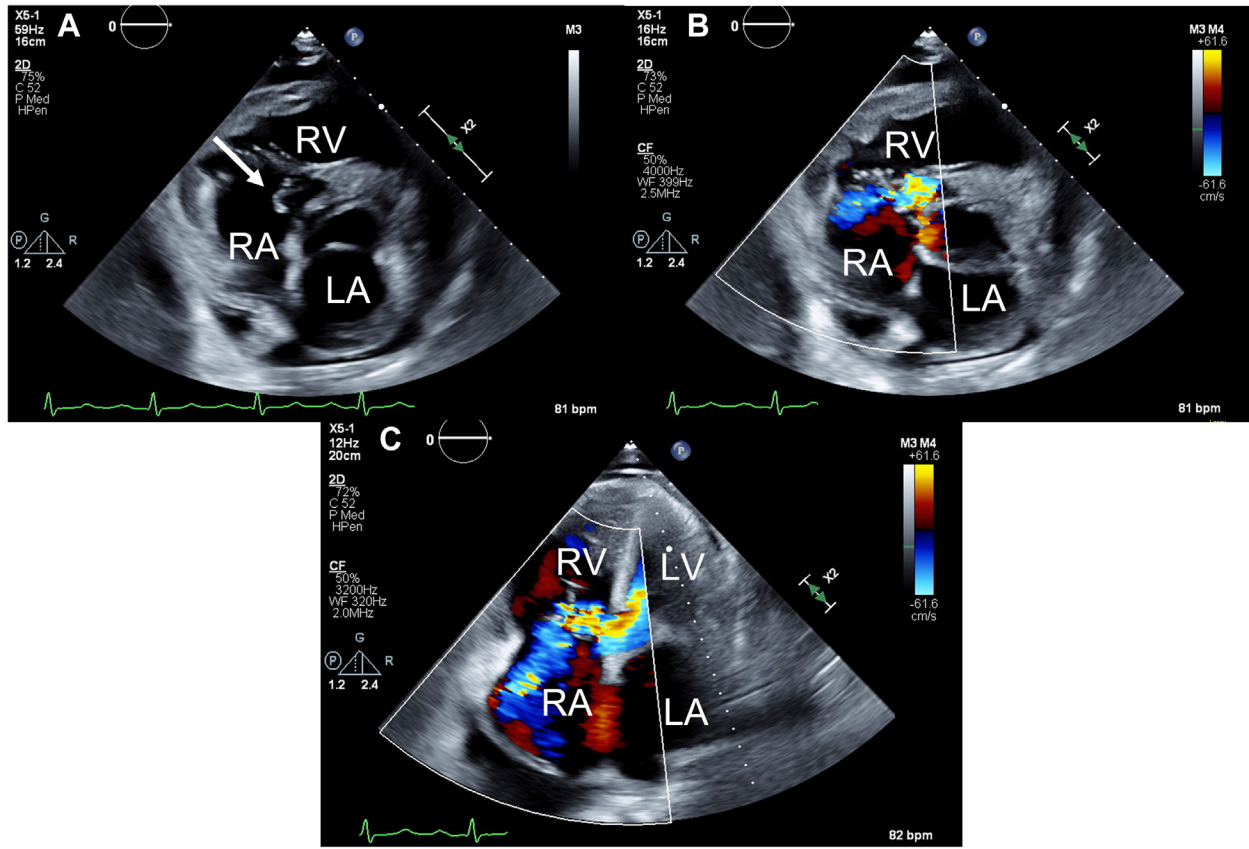 X5-1
59Hz
16cm
A
0
P
M3
2D
75%
C 52
P Med
HPen
X2
RV
RA
LA
G
P R
1.2 2.4
81 bpm
X5-1
16Hz
16cm
B
0
P
M3 M4
+61.6
2D
73%
C 52
P Med
HPen
CF
50%
4000Hz
WF 399Hz
2.5MHz
X2
-61.6
cm/s
RV
RA
LA
G
P R
1.2 2.4
81 bpm
X5-1
12Hz
20cm
C
0
P
M3 M4
+61.6
2D
72%
C 52
P Med
HPen
CF
50%
3200Hz
WF 320Hz
2.0MHz
X2
-61.6
cm/s
RV
LV
RA
LA
G
P R
1.2 2.4
82 bpm